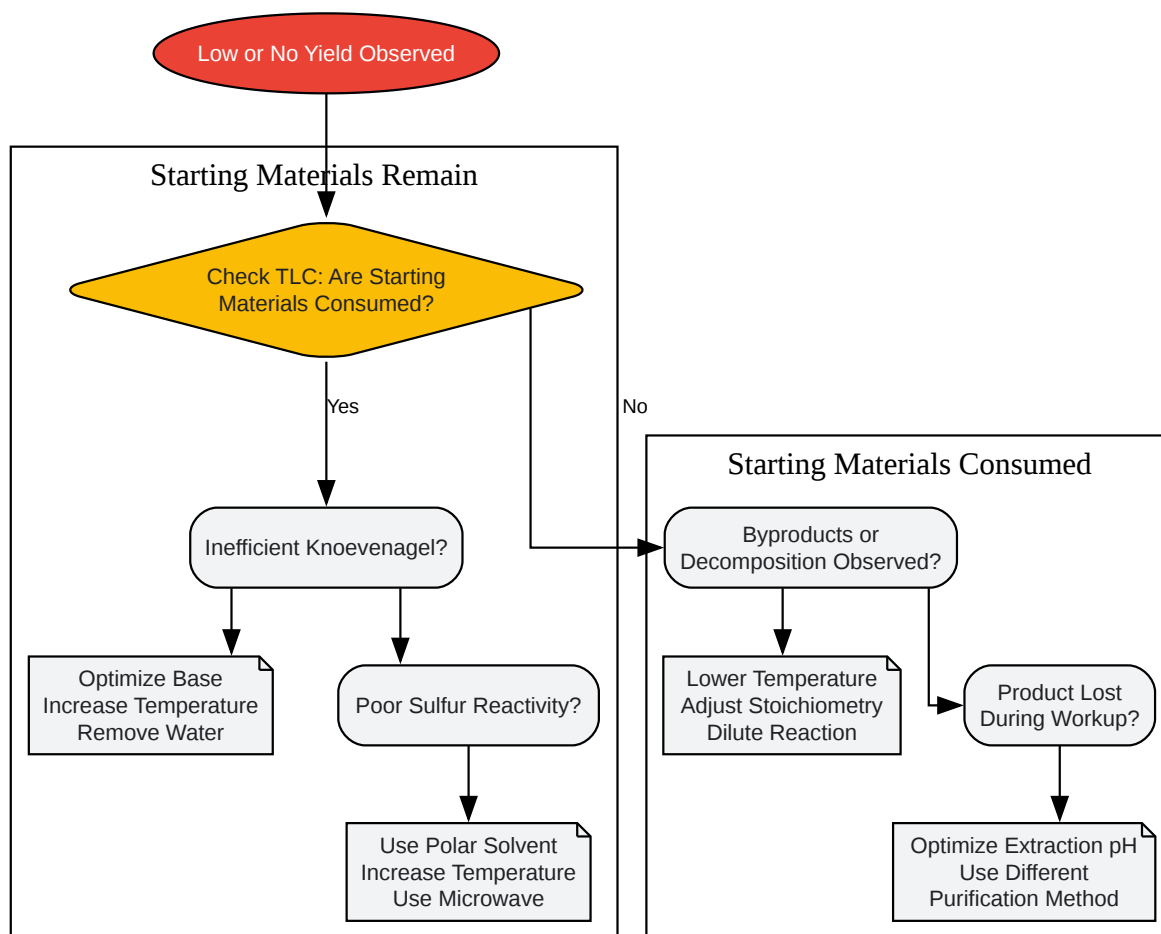 Low or No Yield Observed
Starting Materials Remain
Check TLC: Are Starting
Materials Consumed?
Yes
No
Starting Materials Consumed
Inefficient Knoevenagel?
Byproducts or
Decomposition Observed?
Optimize Base
Increase Temperature
Remove Water
Poor Sulfur Reactivity?
Lower Temperature
Adjust Stoichiometry
Dilute Reaction
Product Lost
During Workup?
Use Polar Solvent
Increase Temperature
Use Microwave
Optimize Extraction pH
Use Different
Purification Method